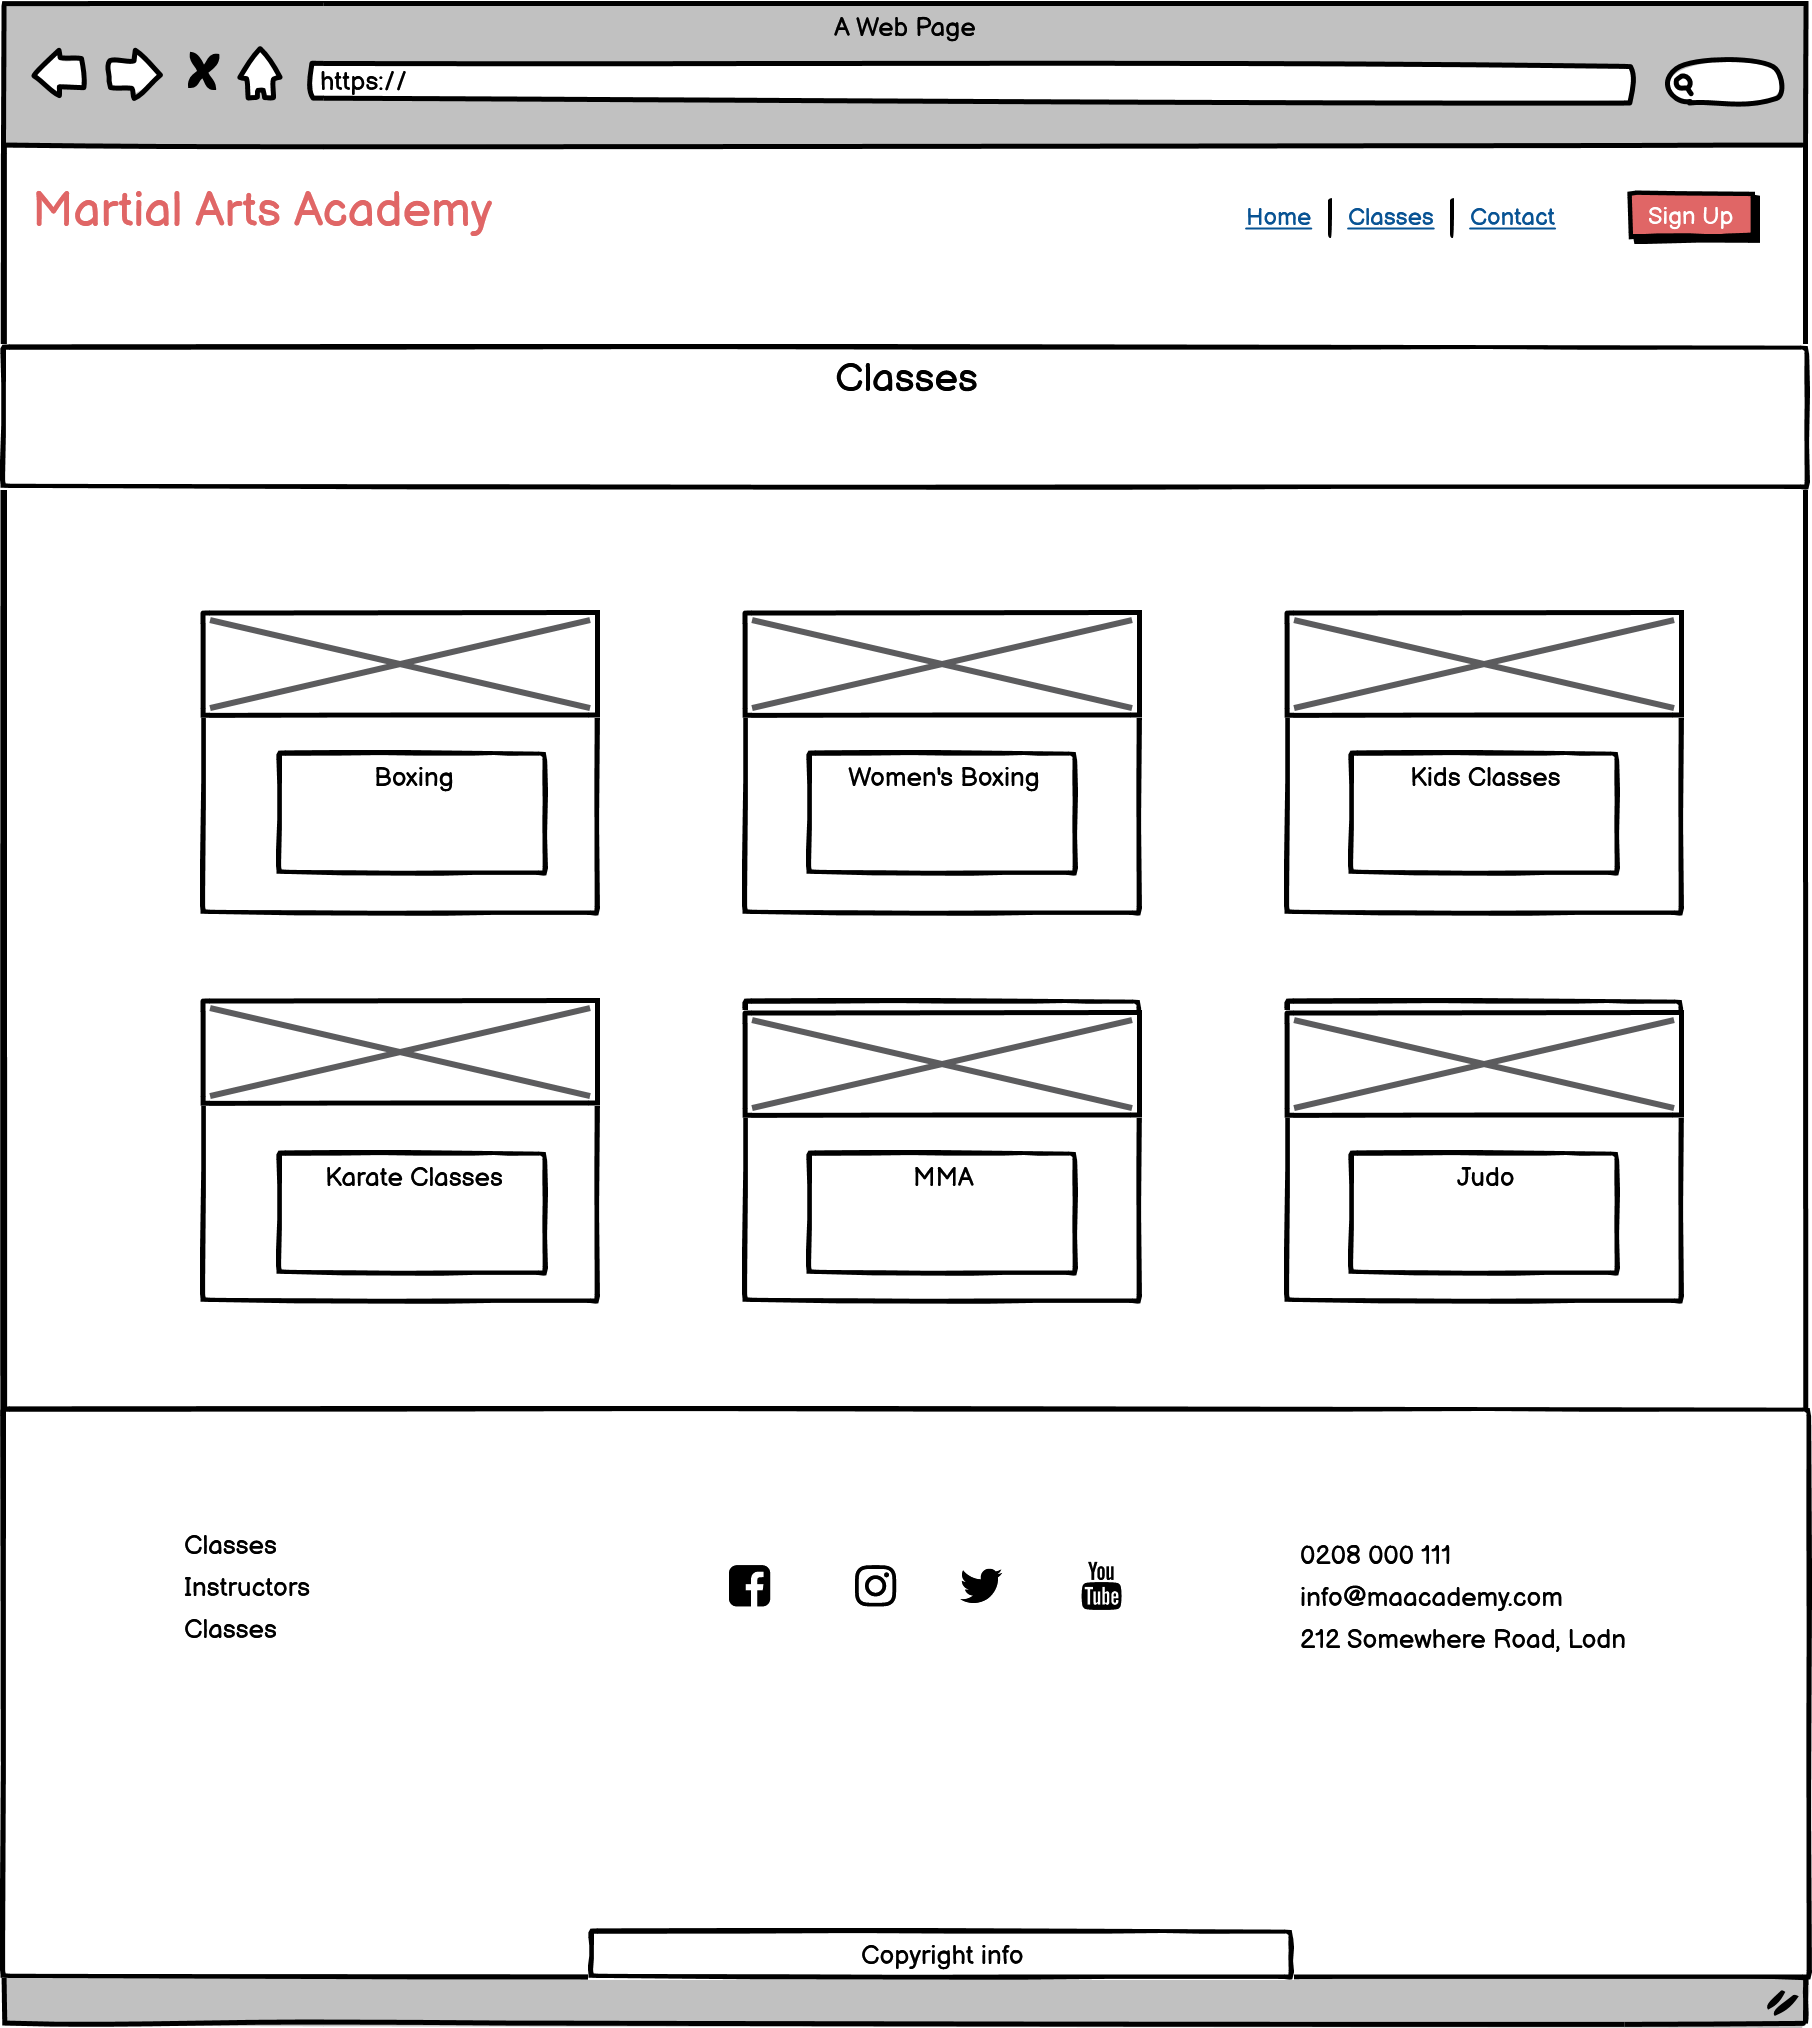 A Web Page
https://
Martial Arts Academy
Home | Classes | Contact
Sign Up
Classes
Boxing
Women's Boxing
Kids Classes
Karate Classes
MMA
Judo
Classes
Instructors
Classes
You
Tube
0208 000 111
info@maacademy.com
212 Somewhere Road, Lodn
Copyright info